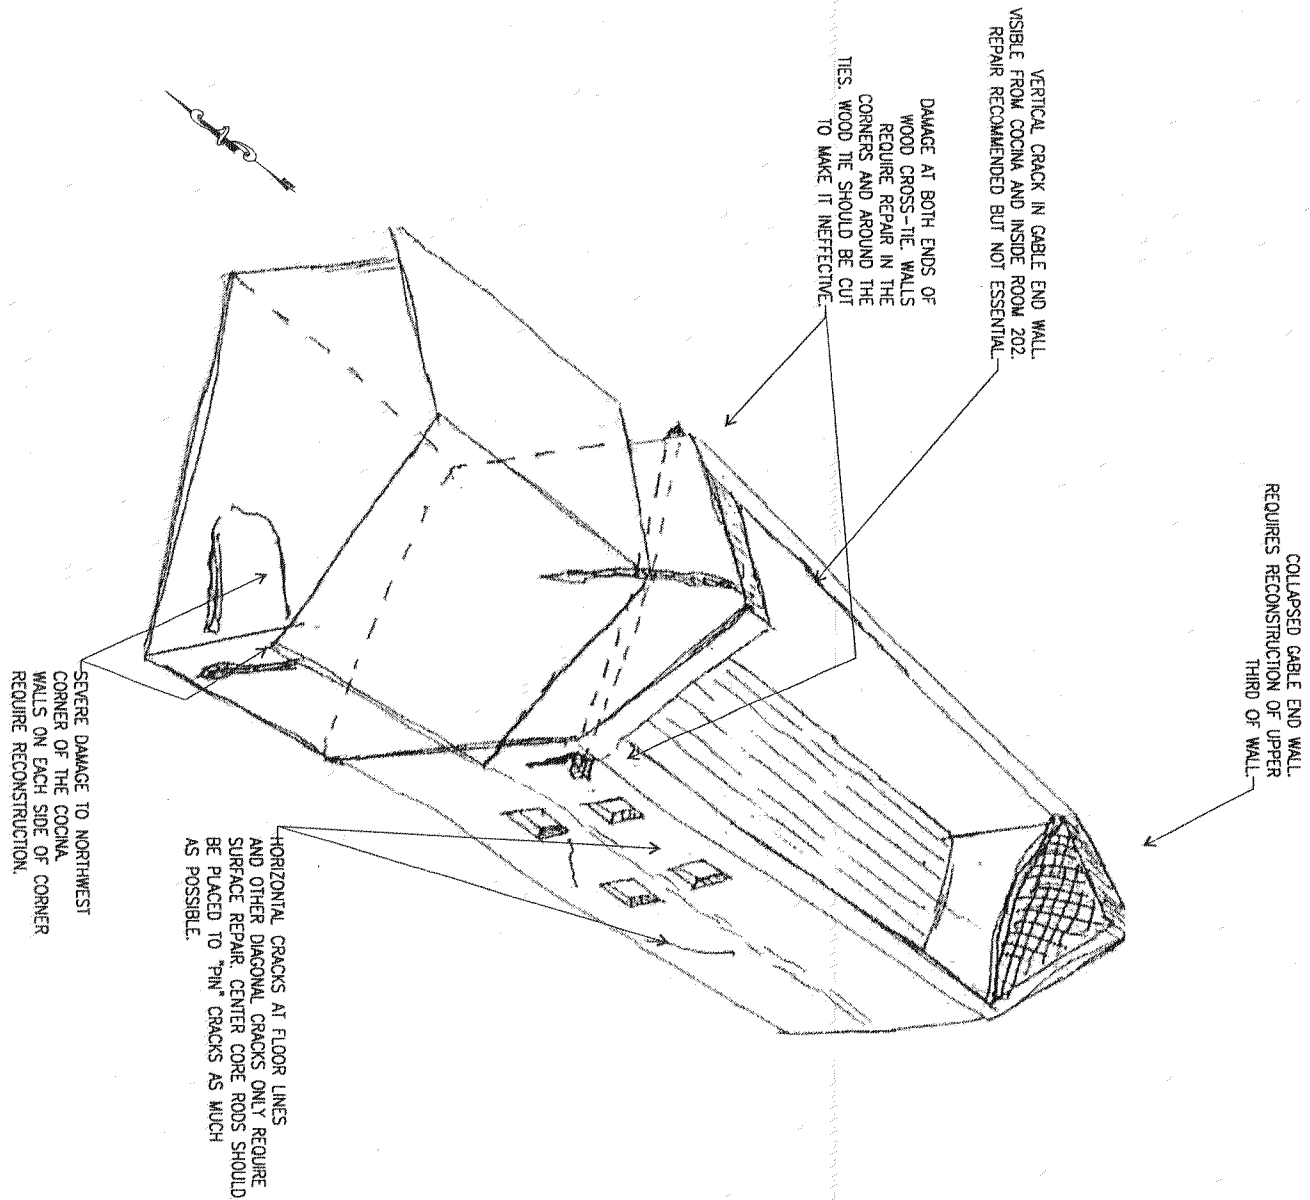 COLLAPSED GABLE END WALL
REQUIRES RECONSTRUCTION OF UPPER
THIRD OF WALL
VERTICAL CRACK IN GABLE END WALL.
VISIBLE FROM COCINA AND INSIDE ROOM 202.
REPAIR RECOMMENDED BUT NOT ESSENTIAL
DAMAGE AT BOTH ENDS OF
WOOD CROSS-TIE. WALLS
REQUIRE REPAIR IN THE
CORNERS AND AROUND THE
TIES. WOOD TIE SHOULD BE CUT
TO MAKE IT INEFFECTIVE.
HORIZONTAL CRACKS AT FLOOR LINES
AND OTHER DIAGONAL CRACKS ONLY REQUIRE
SURFACE REPAIR. CENTER CORE RODS SHOULD
BE PLACED TO "PIN" CRACKS AS MUCH
AS POSSIBLE.
SEVERE DAMAGE TO NORTHWEST
CORNER OF THE COCINA.
WALLS ON EACH SIDE OF CORNER
REQUIRE RECONSTRUCTION.